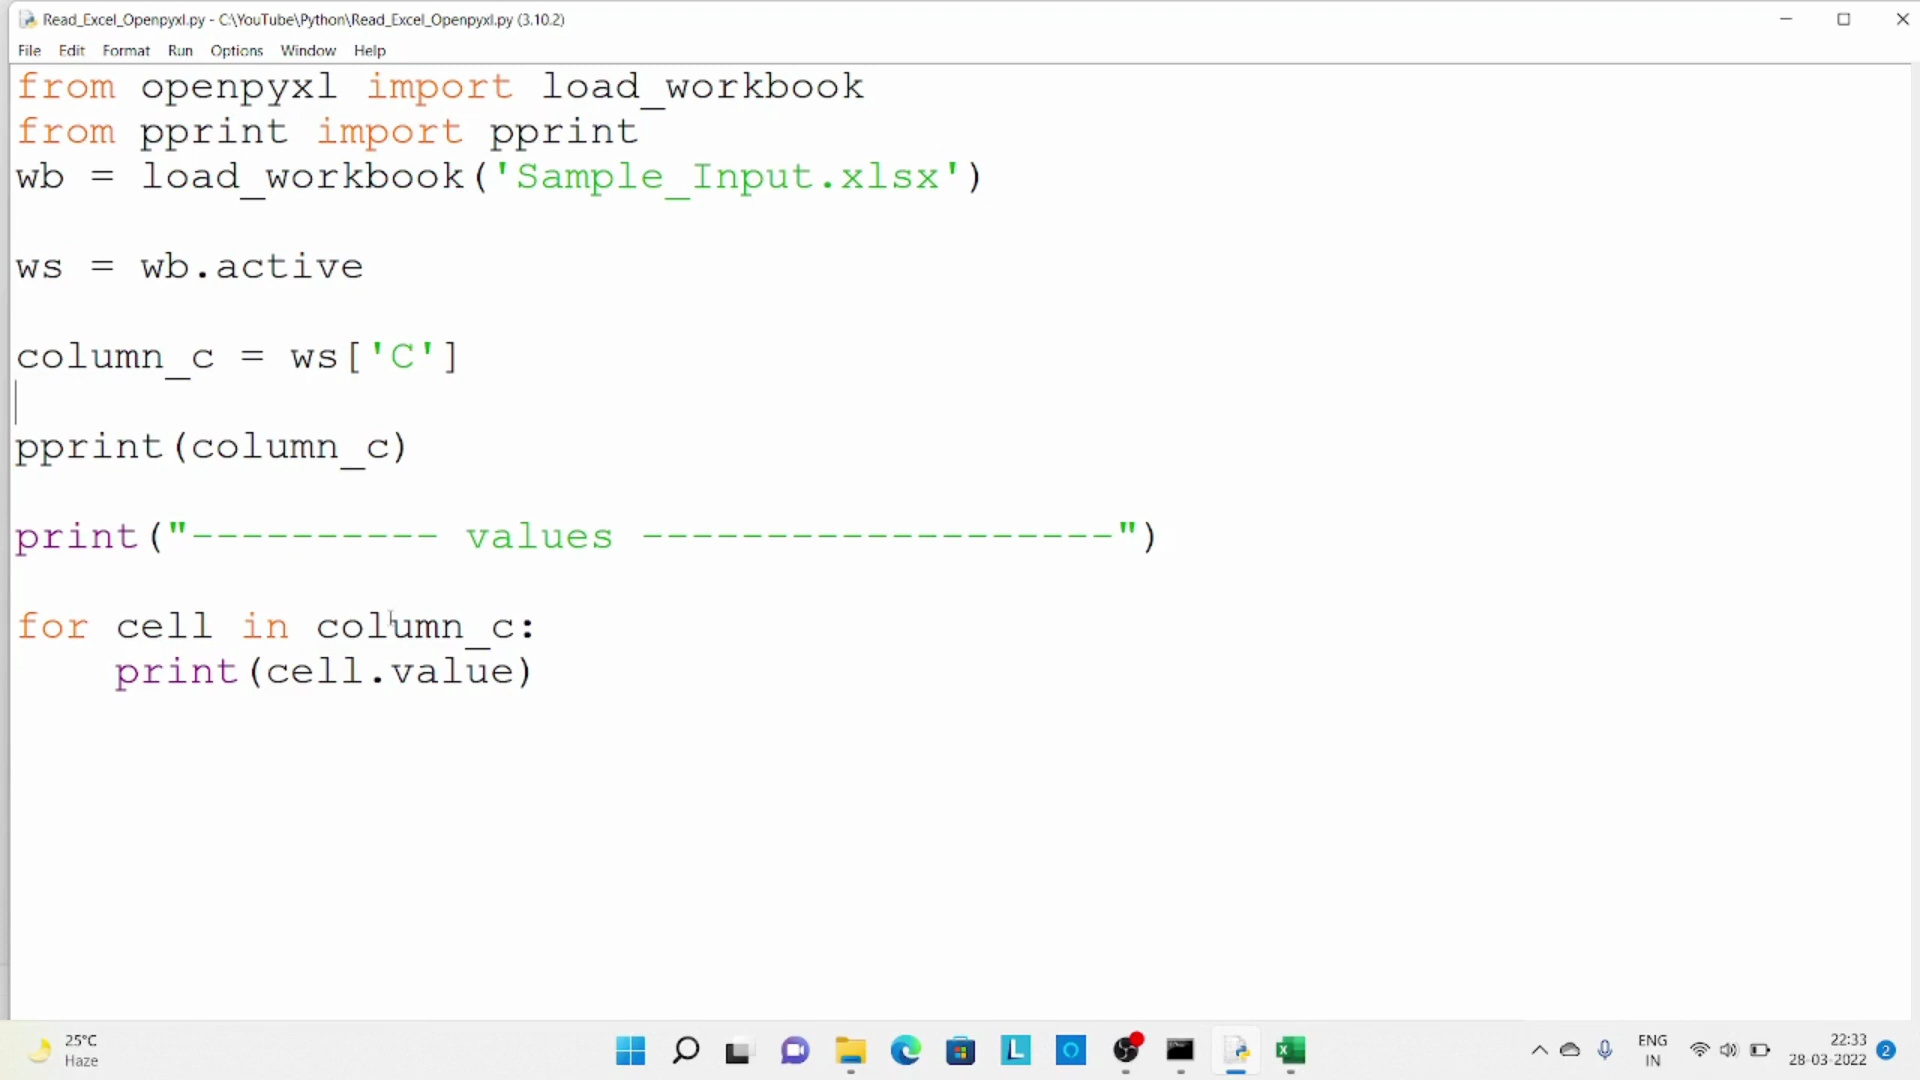 Read_Excel_Openpyxl.py - C:\YouTube\Python\Read_Excel_Openpyxl.py (3.10.2)
File Edit Format Run Options Window Help
from openpyxl import load_workbook
from pprint import pprint
wb = load_workbook('Sample_Input.xlsx')
ws = wb.active
column_c = ws['C']
pprint(column_c)
print("---------- values -------------------")
for cell in column_c:
    print(cell.value)
25°C
Haze
L
ENG
IN
22:33
28-03-2022
2